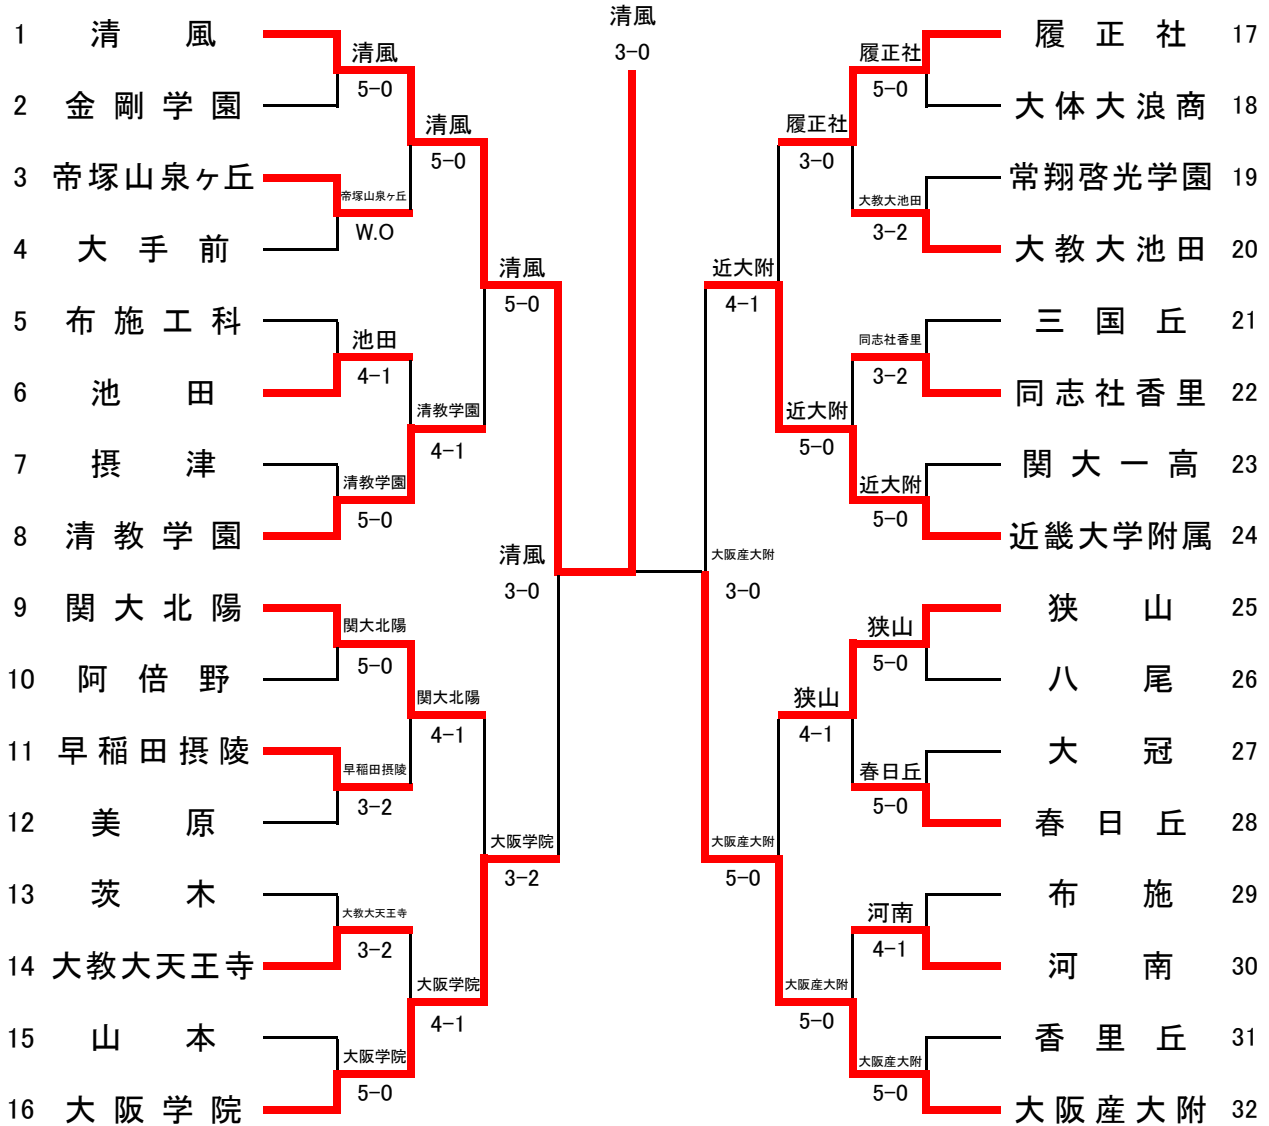 清風
3-0
1 清風
2 金剛学園
3 帝塚山泉ヶ丘
4 大手前
5 布施工科
6 池田
7 摂津
8 清教学園
9 関大北陽
10 阿倍野
11 早稲田摂陵
12 美原
13 茨木
14 大教大天王寺
15 山本
16 大阪学院
清風
5-0
帝塚山泉ヶ丘
W.O
池田
4-1
清教学園
5-0
関大北陽
5-0
早稲田摂陵
3-2
大教大天王寺
3-2
大阪学院
5-0
清風
5-0
清教学園
4-1
関大北陽
4-1
大阪学院
4-1
清風
5-0
大阪学院
3-2
清風
3-0
大阪産大附
3-0
近大附
4-1
大阪産大附
5-0
履正社
3-0
近大附
5-0
狭山
4-1
大阪産大附
5-0
履正社
5-0
大教大池田
3-2
同志社香里
3-2
近大附
5-0
狭山
5-0
春日丘
5-0
河南
4-1
大阪産大附
5-0
履正社 17
大体大浪商 18
常翔啓光学園 19
大教大池田 20
三国丘 21
同志社香里 22
関大一高 23
近畿大学附属 24
狭山 25
八尾 26
大冠 27
春日丘 28
布施 29
河南 30
香里丘 31
大阪産大附 32